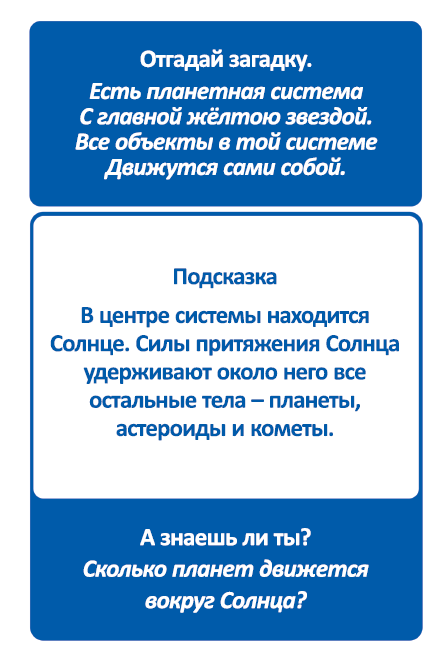 Отгадай загадку.
Есть планетная система
С главной жёлтою звездой.
Все объекты в той системе
Движутся сами собой.
Подсказка
В центре системы находится
Солнце. Силы притяжения Солнца
удерживают около него все
остальные тела – планеты,
астероиды и кометы.
А знаешь ли ты?
Сколько планет движется
вокруг Солнца?